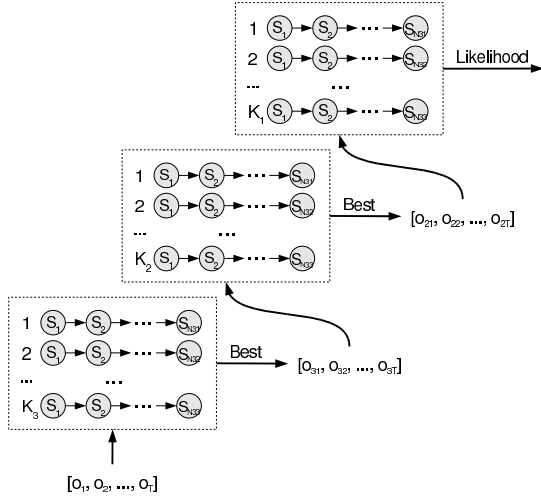 1 S1 S2 ... SN31
2 S1 S2 ... SN32
... ...
K1 S1 S2 ... SN33
Likelihood
1 S1 S2 ... SN31
2 S1 S2 ... SN32
... ...
K2 S1 S2 ... SN33
Best
[o21, o22, ..., o2T]
1 S1 S2 ... SN31
2 S1 S2 ... SN32
... ...
K3 S1 S2 ... SN33
Best
[o31, o32, ..., o3T]
[o1, o2, ..., oT]